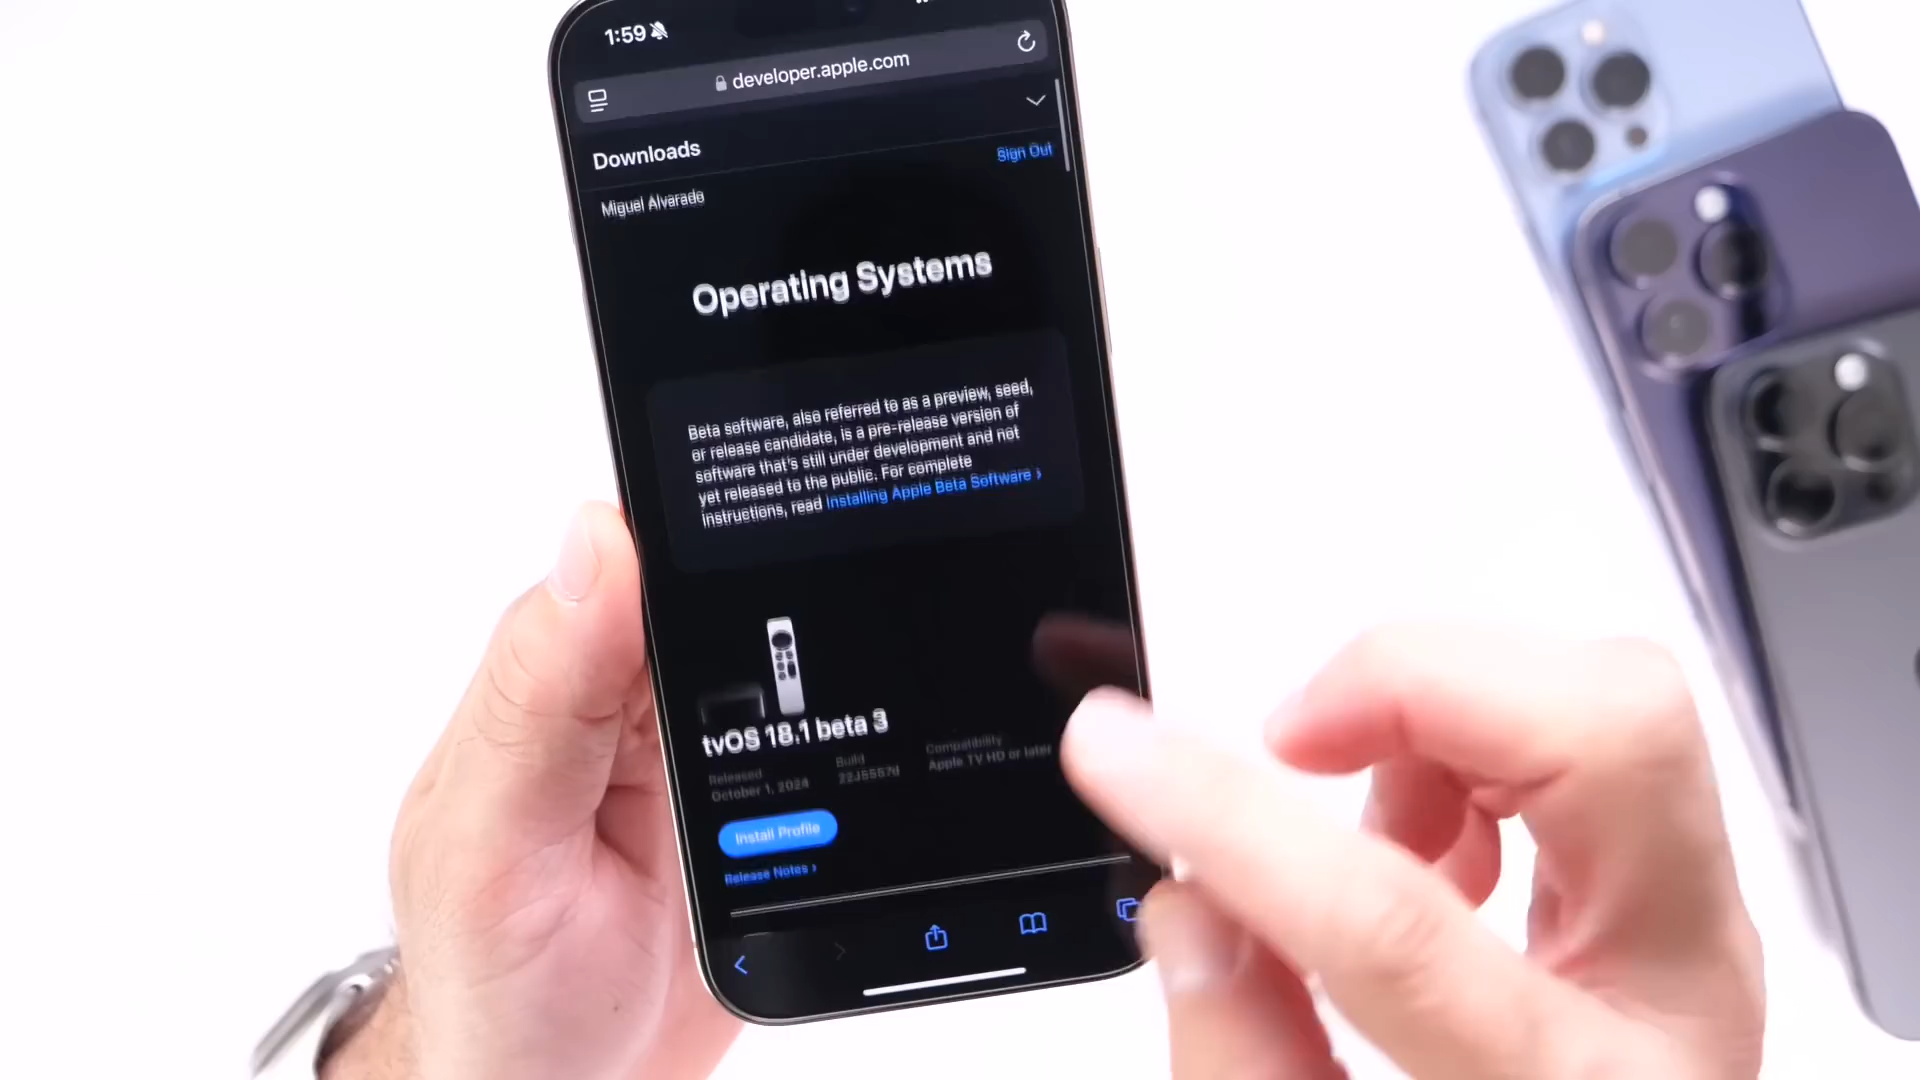 1:59
developer.apple.com
Downloads
Sign Out
Miguel Alvarado
Operating Systems
Beta software, also referred to as a preview, seed,
or release candidate, is a pre-release version of
software that's still under development and not
yet released to the public. For complete
instructions, read Installing Apple Beta Software ›
tvOS 18.1 beta 3
Released
October 1, 2024
Build
22J5557d
Compatibility
Apple TV HD or later
Install Profile
Release Notes ›